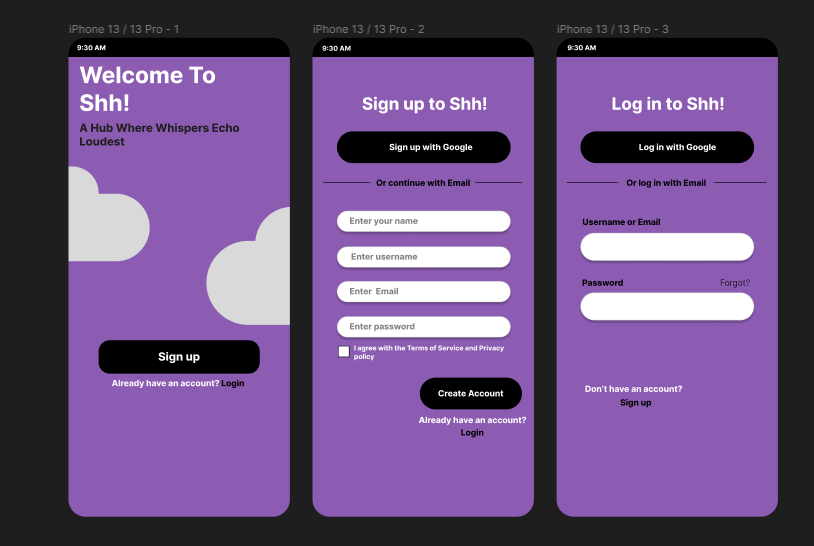 iPhone 13 / 13 Pro - 1
9:30 AM
Welcome To
Shh!
A Hub Where Whispers Echo
Loudest
Sign up
Already have an account? Login
iPhone 13 / 13 Pro - 2
9:30 AM
Sign up to Shh!
Sign up with Google
Or continue with Email
Enter your name
Enter username
Enter Email
Enter password
I agree with the Terms of Service and Privacy
policy
Create Account
Already have an account?
Login
iPhone 13 / 13 Pro - 3
9:30 AM
Log in to Shh!
Log in with Google
Or log in with Email
Username or Email
Password Forgot?
Don't have an account?
Sign up